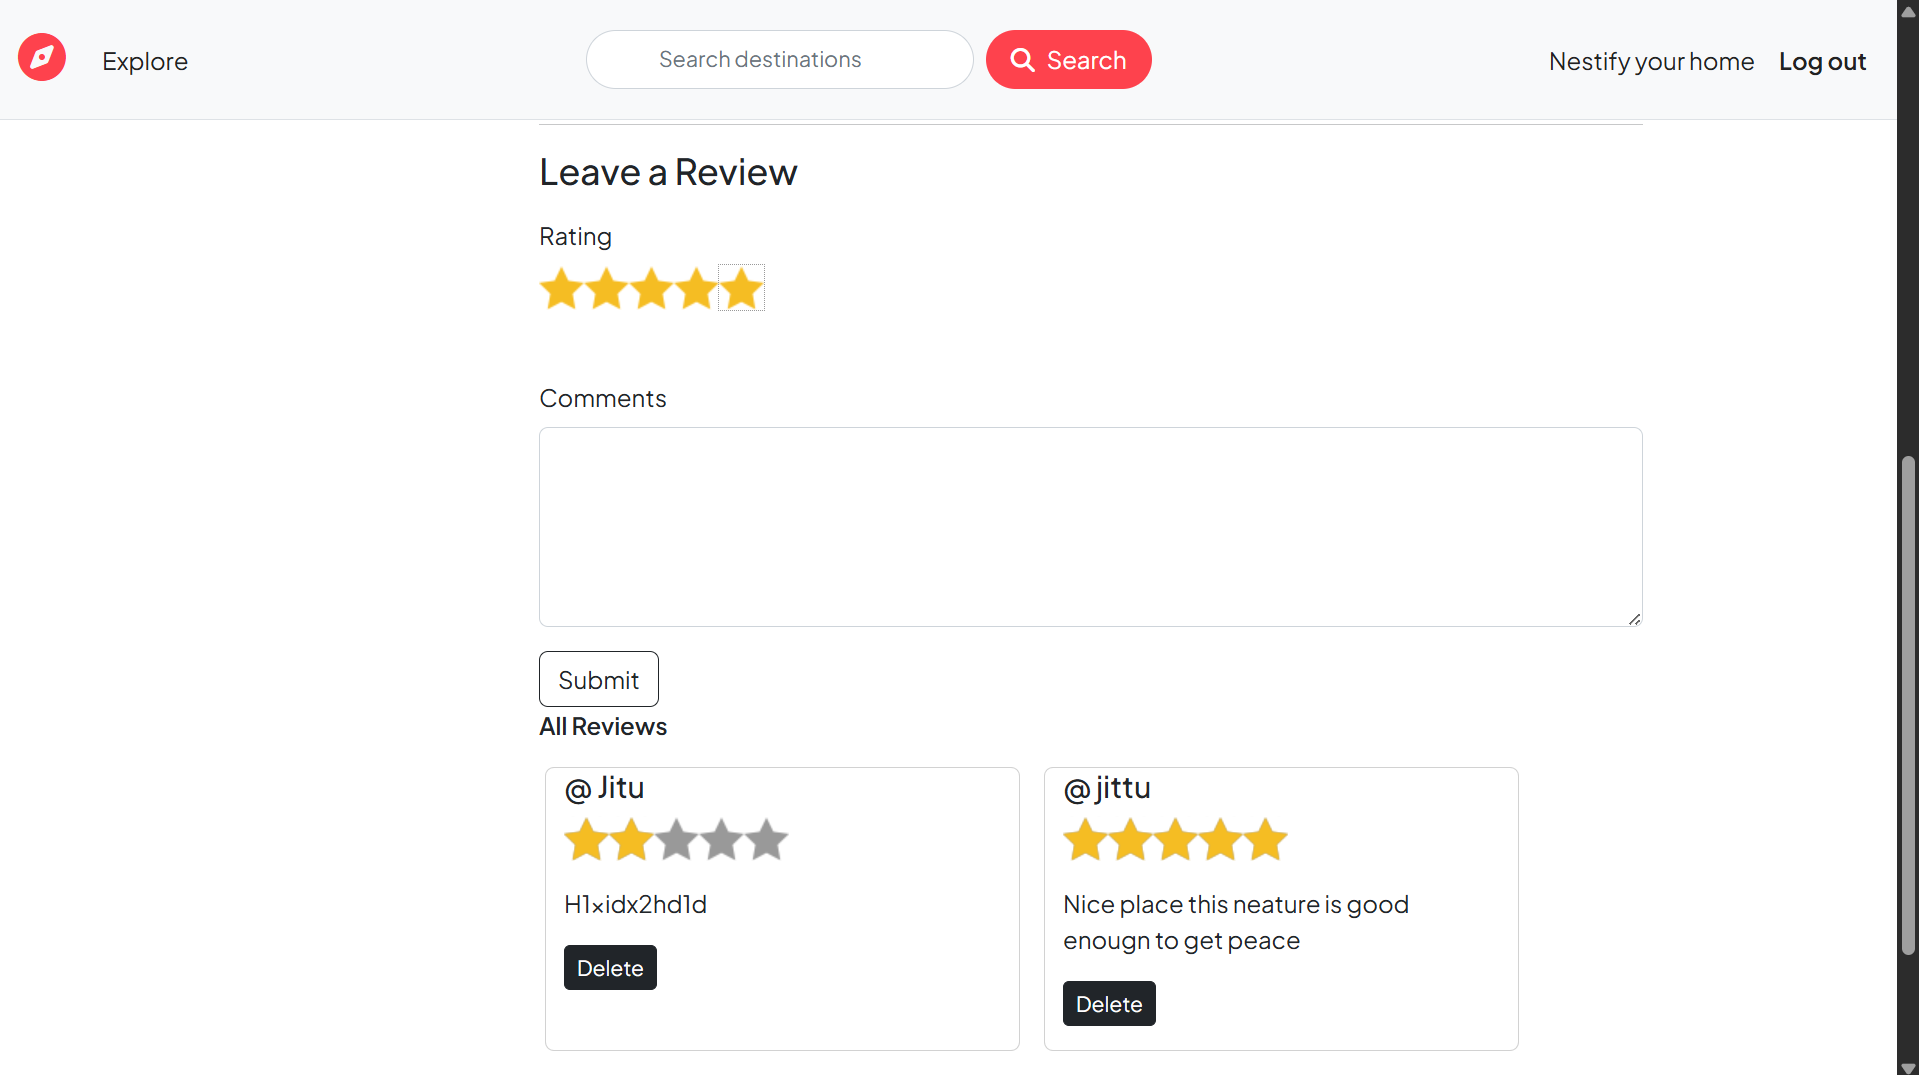 Explore
Search destinations
Search
Nestify your home
Log out
Leave a Review
Rating
Comments
Submit
All Reviews
@ Jitu
H1xidx2hd1d
Delete
@ jittu
Nice place this neature is good
enougn to get peace
Delete